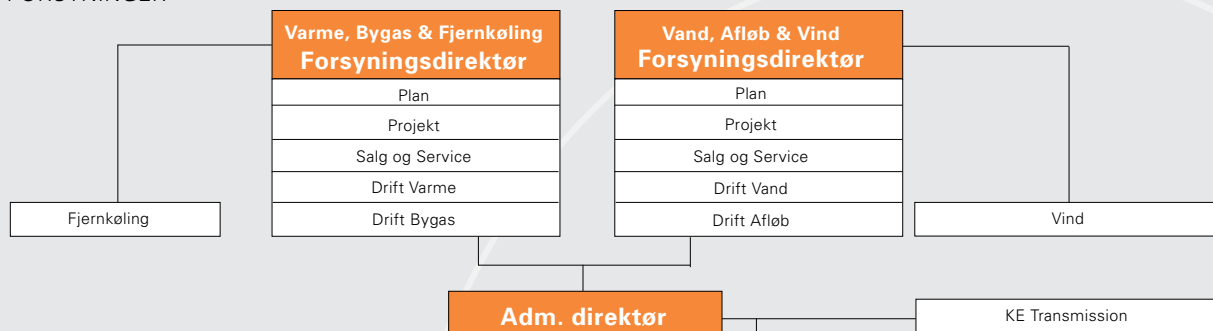 Varme, Bygas & Fjernkøling
Forsyningsdirektør
Plan
Projekt
Salg og Service
Drift Varme
Drift Bygas
Vand, Afløb & Vind
Forsyningsdirektør
Plan
Projekt
Salg og Service
Drift Vand
Drift Afløb
Fjernkøling
Vind
Adm. direktør
KE Transmission